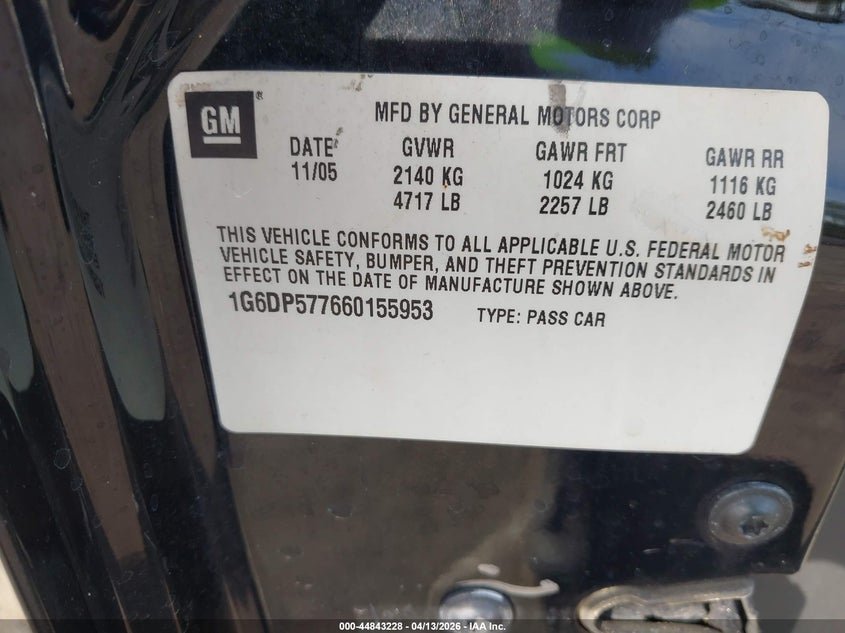 GM®
MFD BY GENERAL MOTORS CORP
DATE GVWR GAWR FRT GAWR RR
11/05 2140 KG 1024 KG 1116 KG
4717 LB 2257 LB 2460 LB
THIS VEHICLE CONFORMS TO ALL APPLICABLE U.S. FEDERAL MOTOR
VEHICLE SAFETY, BUMPER, AND THEFT PREVENTION STANDARDS IN
EFFECT ON THE DATE OF MANUFACTURE SHOWN ABOVE.
1G6DP577660155953 TYPE: PASS CAR
000-44843228 - 04/13/2026 - IAA Inc.